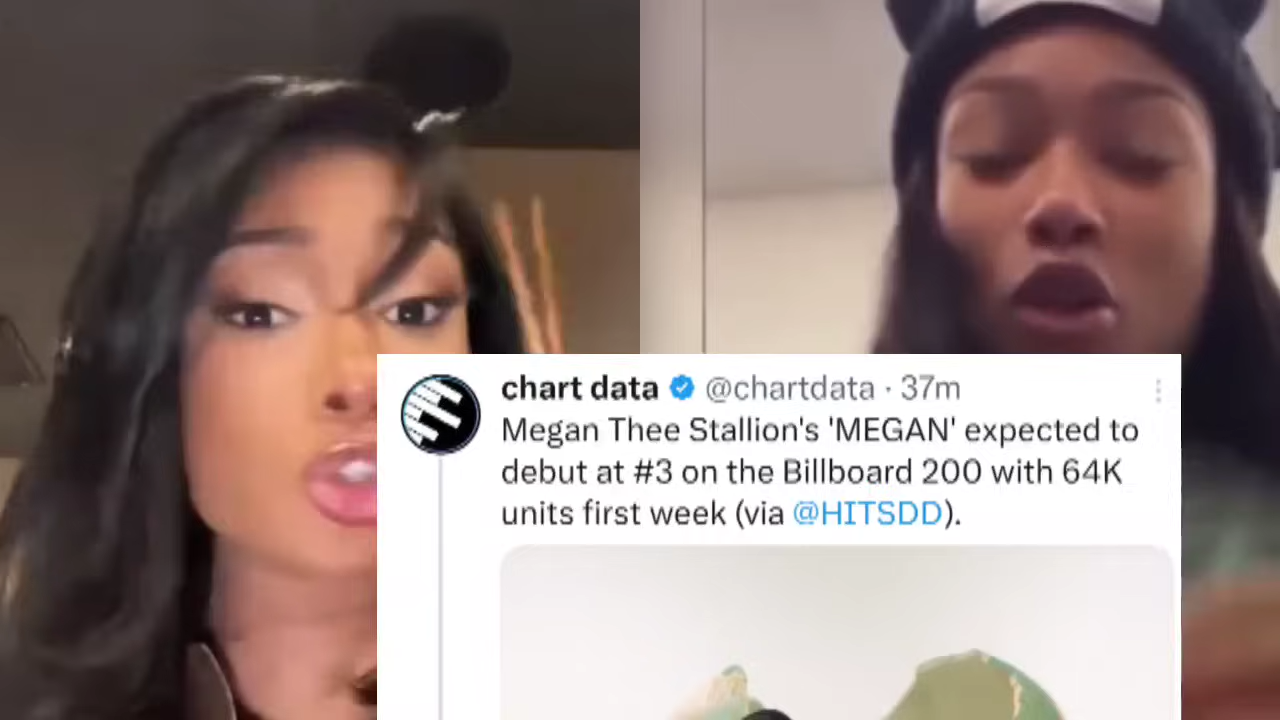 chart data @chartdata · 37m
Megan Thee Stallion's 'MEGAN' expected to
debut at #3 on the Billboard 200 with 64K
units first week (via @HITSDD).